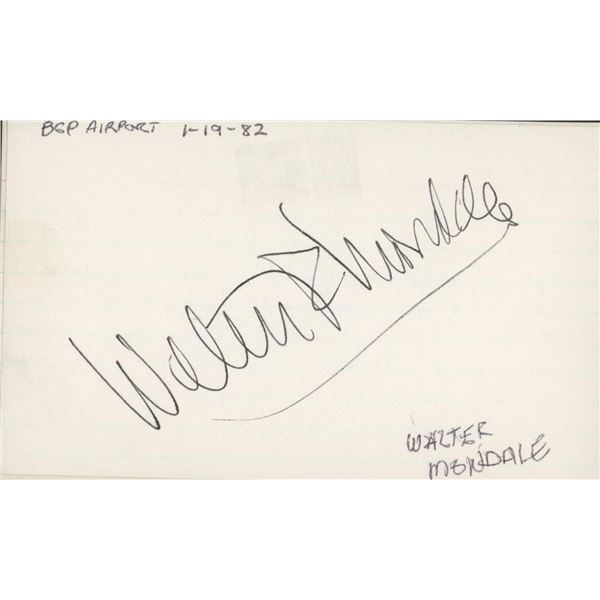 BGP AIRPORT 1-19-82
Walter F Mondale
WALTER
MONDALE